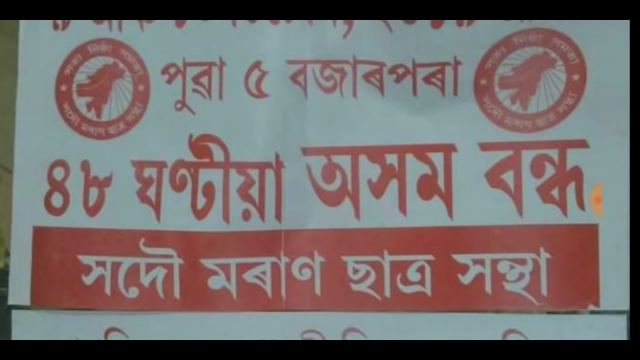 পুৱা ৫ বজাৰপৰা
৪৮ ঘণ্টীয়া অসম বন্ধ
সদৌ মৰাণ ছাত্ৰ সন্থা